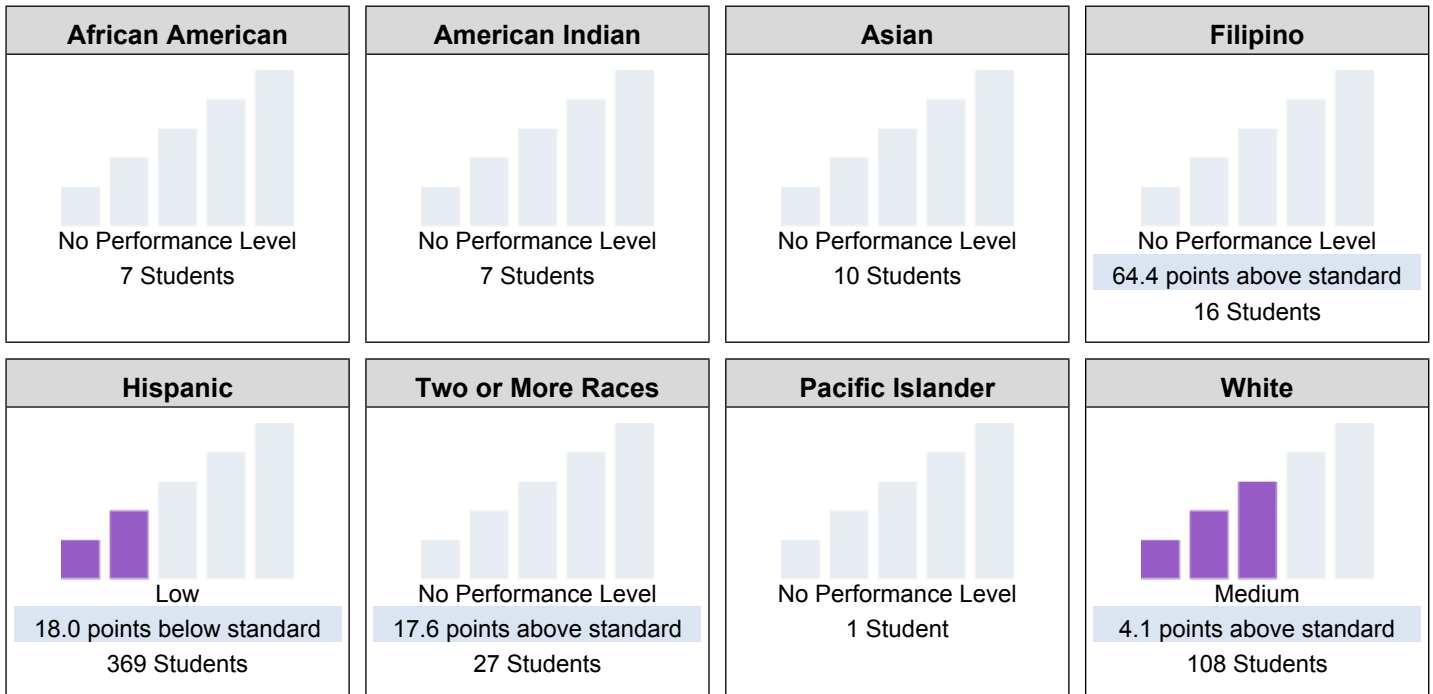 African American
No Performance Level
7 Students
American Indian
No Performance Level
7 Students
Asian
No Performance Level
10 Students
Filipino
No Performance Level
64.4 points above standard
16 Students
Hispanic
Low
18.0 points below standard
369 Students
Two or More Races
No Performance Level
17.6 points above standard
27 Students
Pacific Islander
No Performance Level
1 Student
White
Medium
4.1 points above standard
108 Students